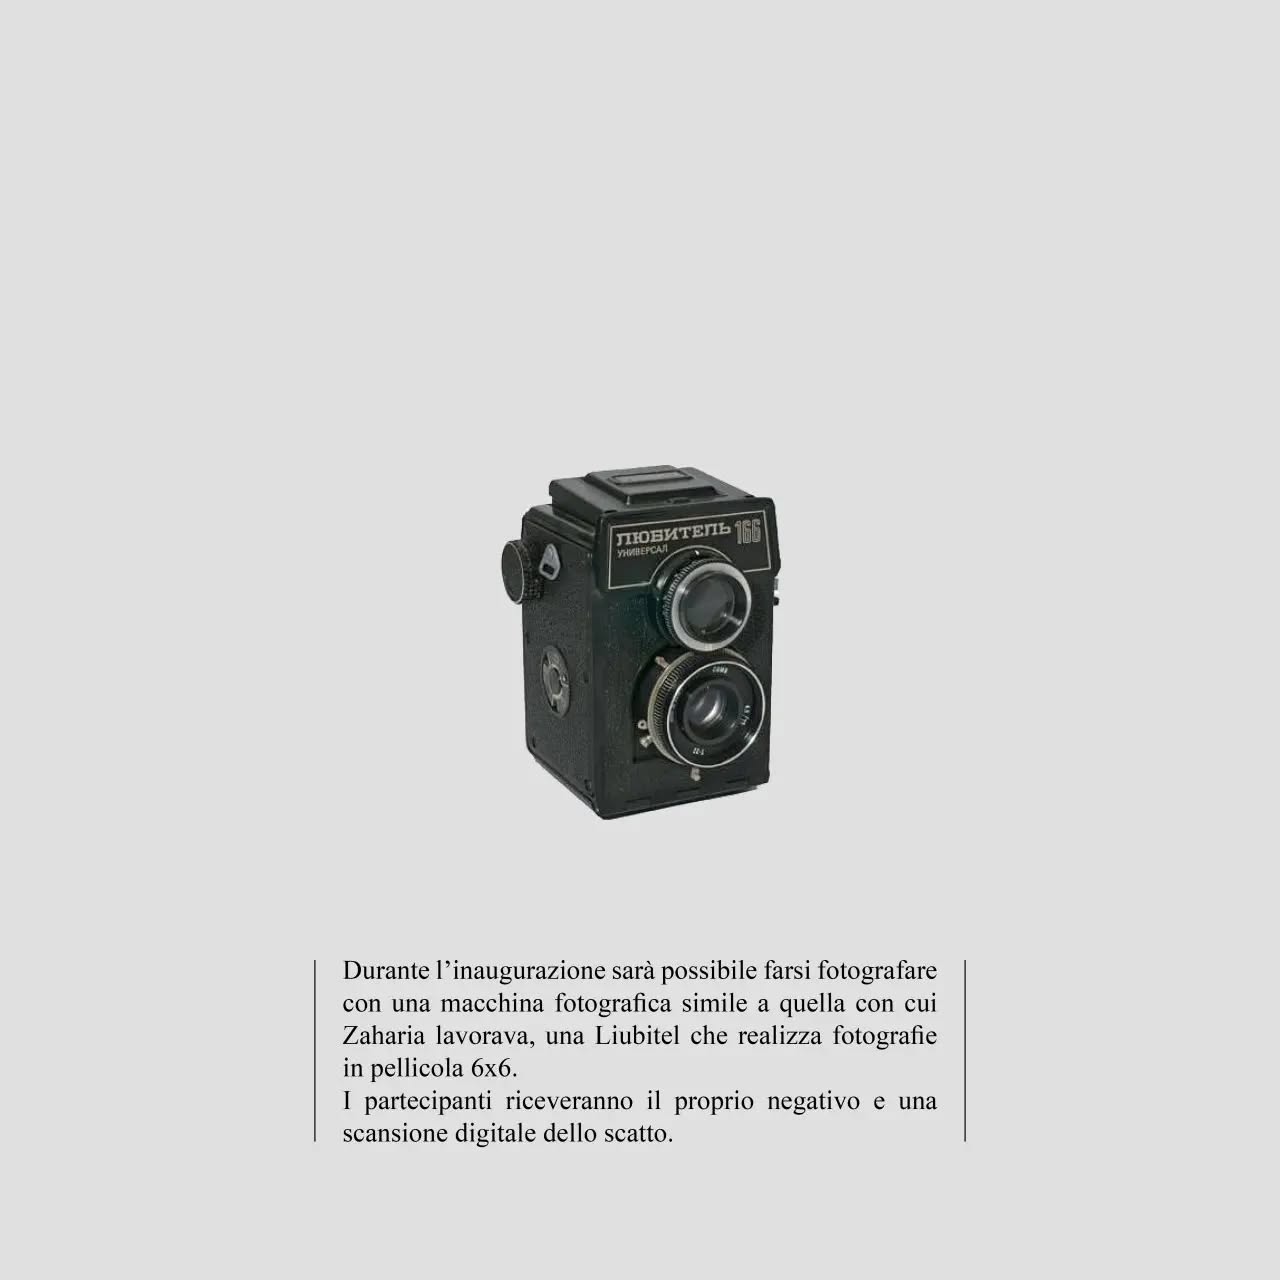 ЛЮБИТЕЛЬ 166
УНИВЕРСАЛ
Durante l’inaugurazione sarà possibile farsi fotografare
con una macchina fotografica simile a quella con cui
Zaharia lavorava, una Liubitel che realizza fotografie
in pellicola 6x6.
I partecipanti riceveranno il proprio negativo e una
scansione digitale dello scatto.